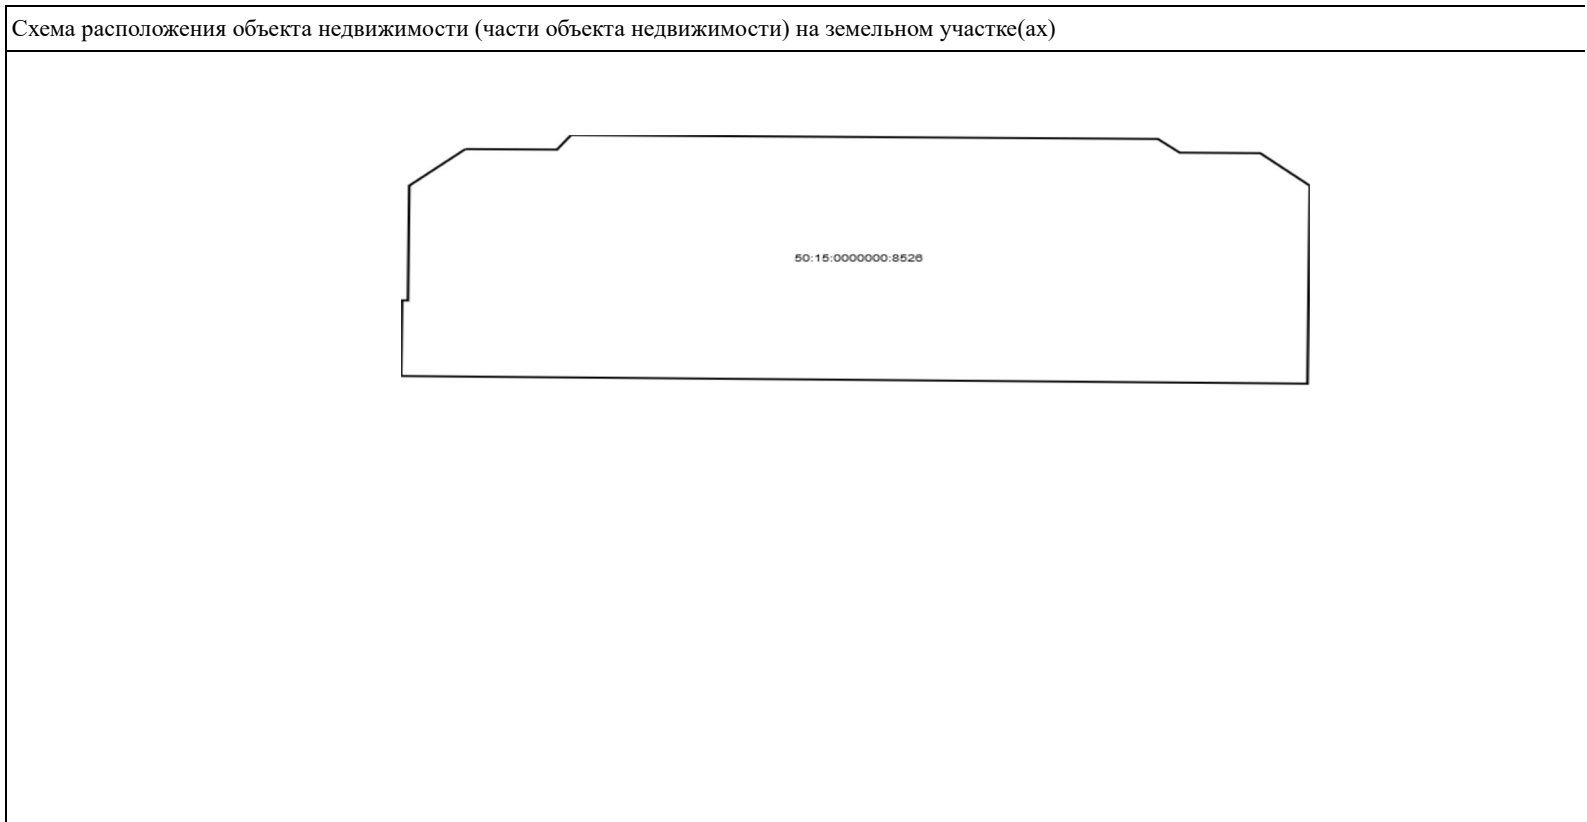 Схема расположения объекта недвижимости (части объекта недвижимости) на земельном участке(ах)
50:15:0000000:8526